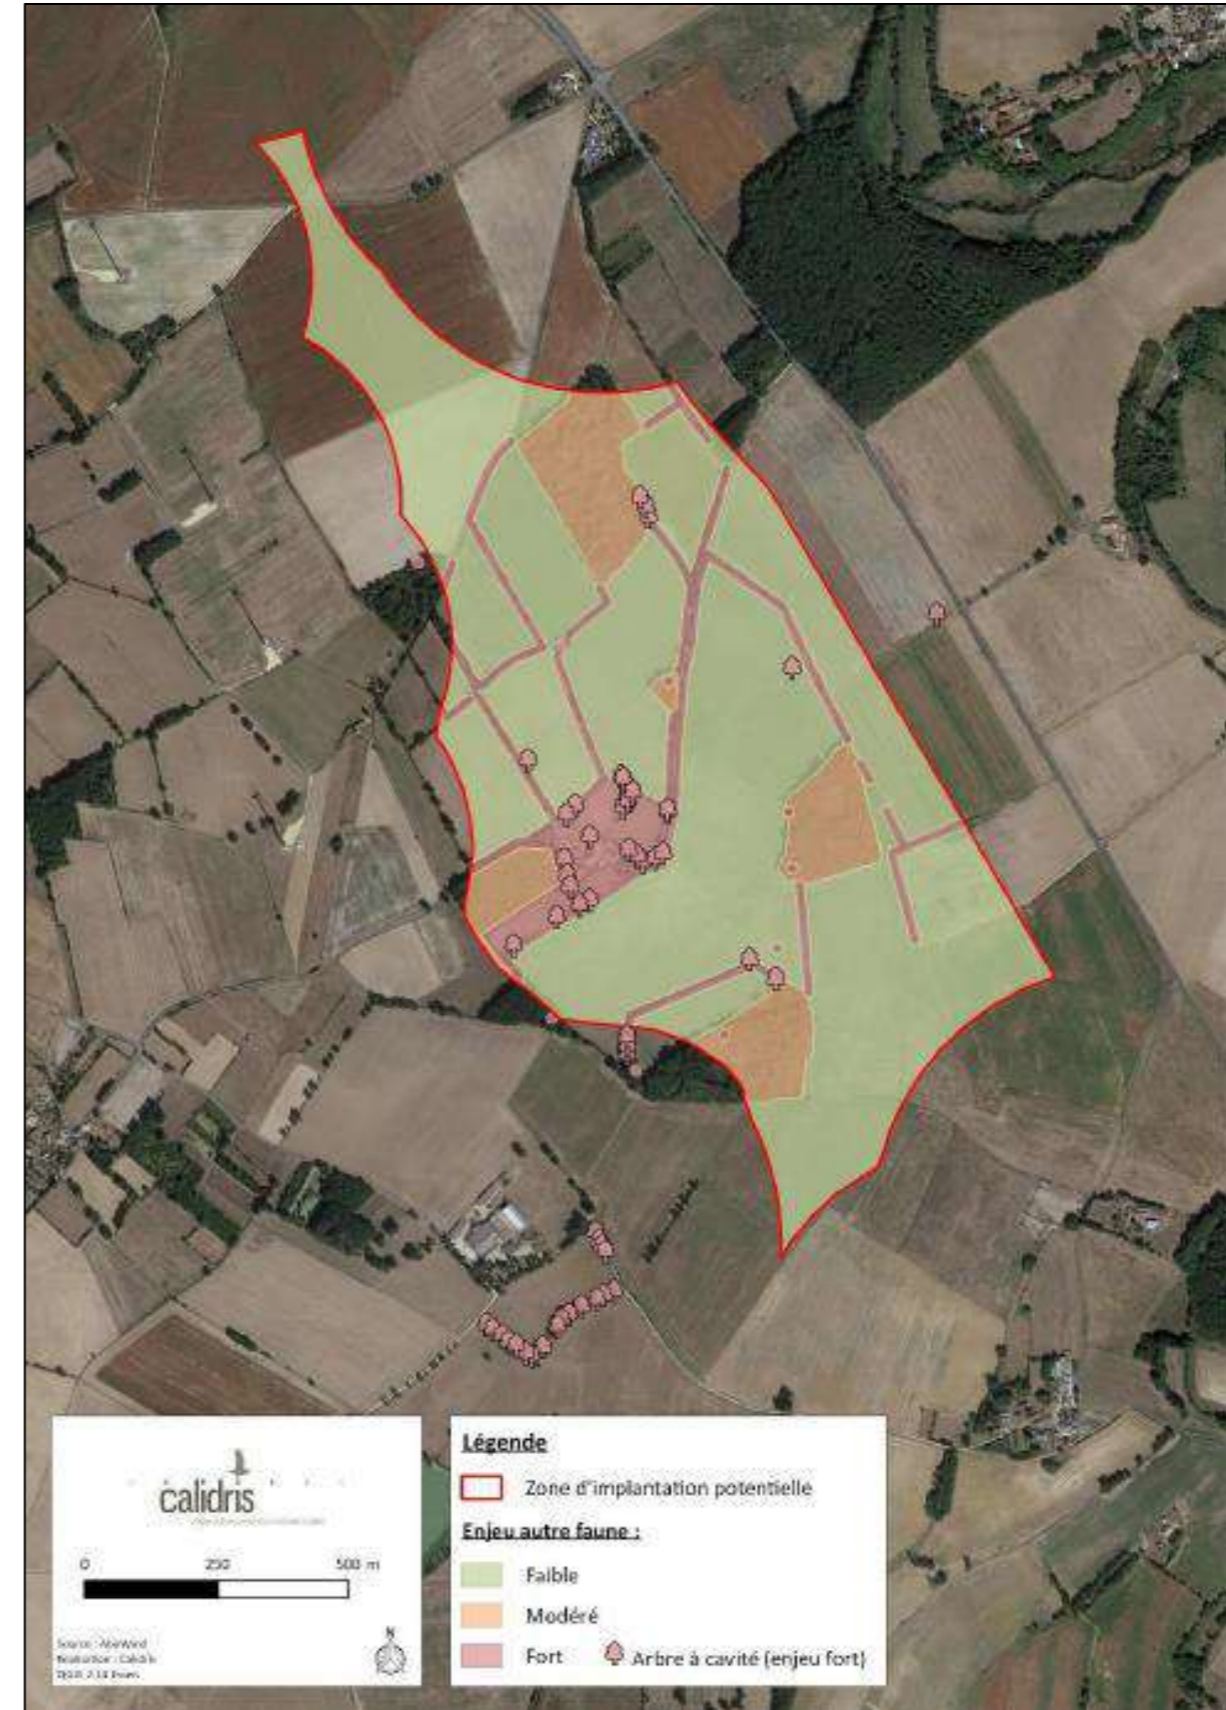 calidris
0 250 500 m
N
Légende
Zone d'implantation potentielle
Enjeu autre faune :
Faible
Modéré
Fort
Arbre à cavité (enjeu fort)